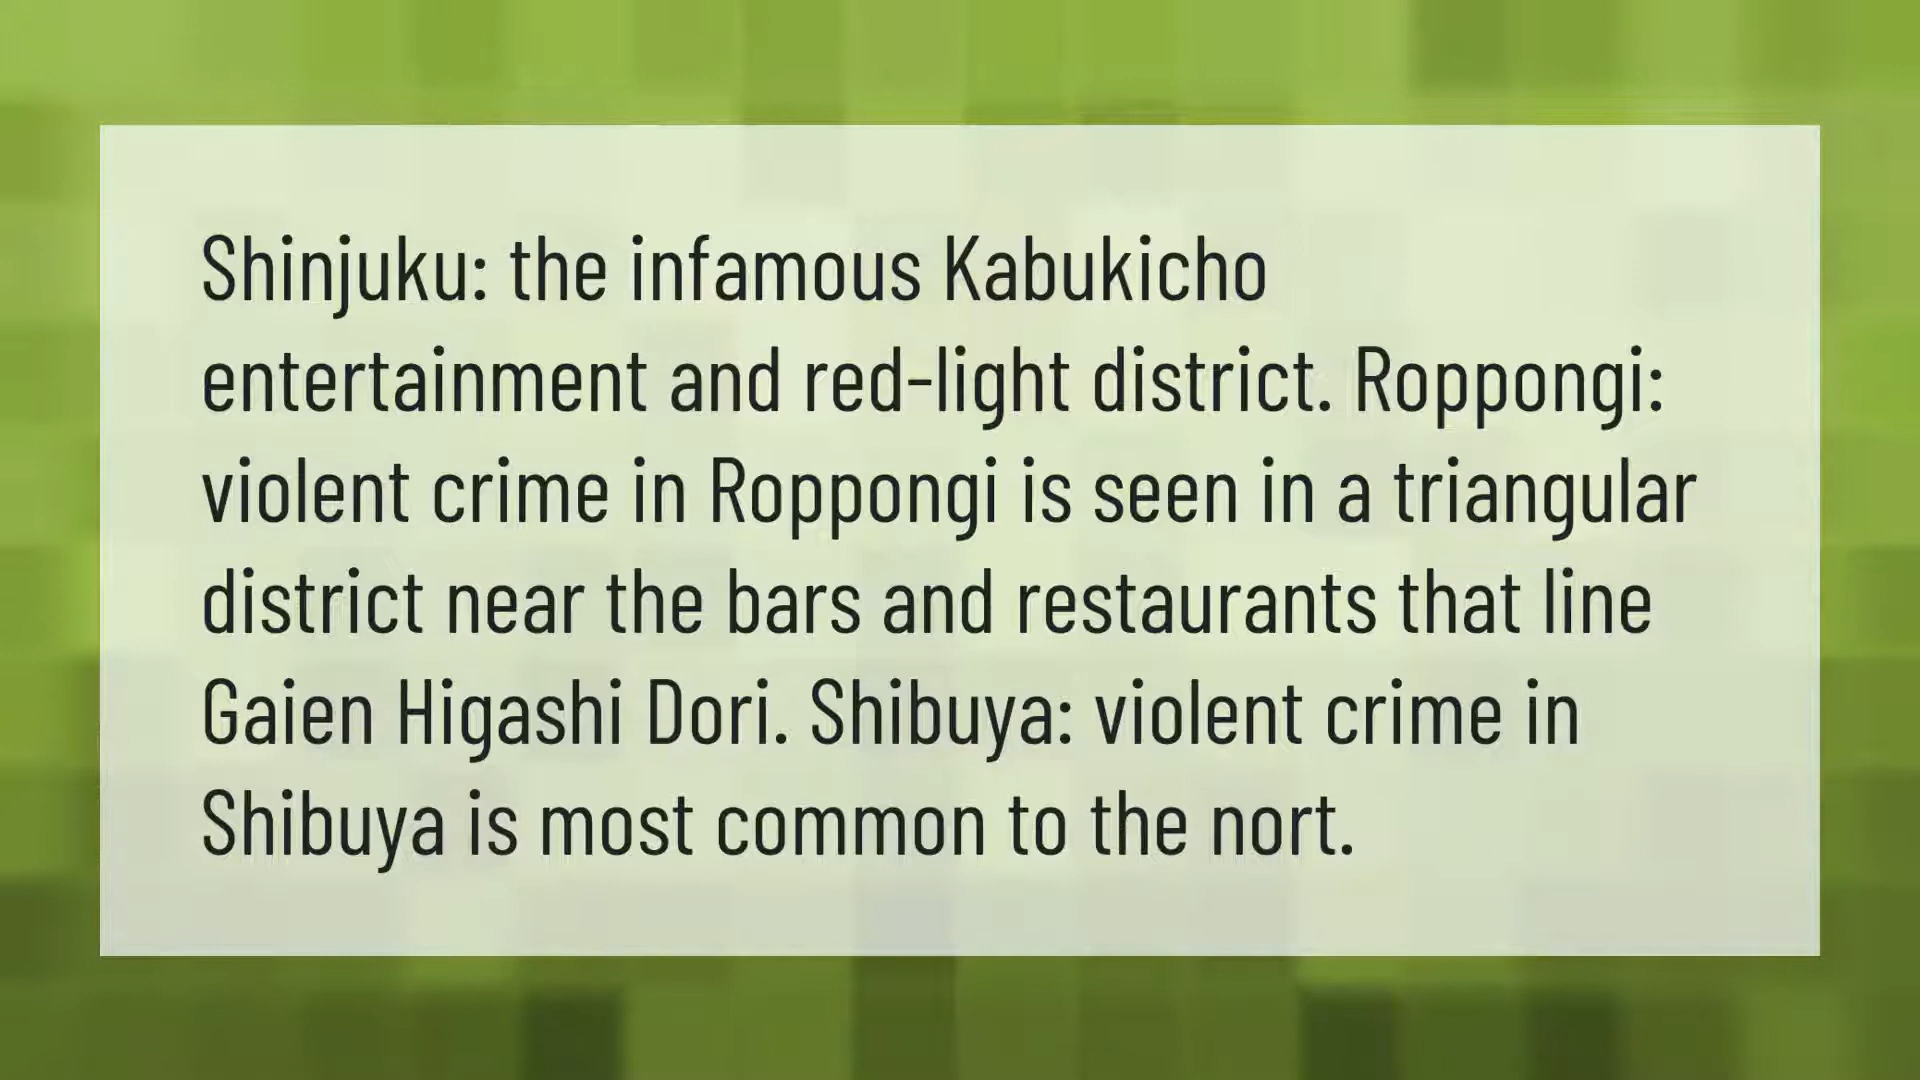 Shinjuku: the infamous Kabukicho
entertainment and red-light district. Roppongi:
violent crime in Roppongi is seen in a triangular
district near the bars and restaurants that line
Gaien Higashi Dori. Shibuya: violent crime in
Shibuya is most common to the nort.